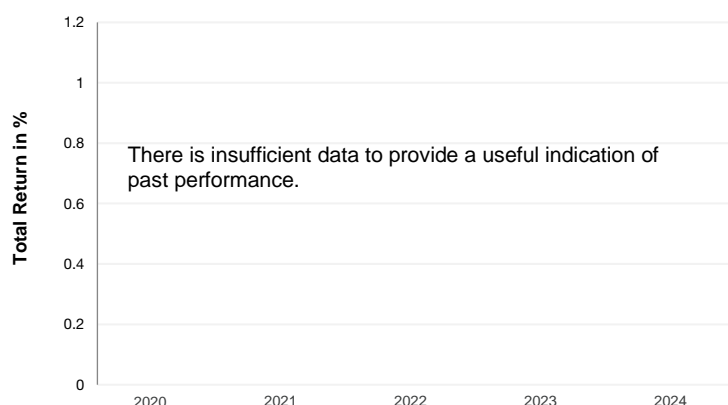 1.2
1
Total Return in %
0.8
There is insufficient data to provide a useful indication of
past performance.
0.6
0.4
0.2
0
2020 2021 2022 2023 2024